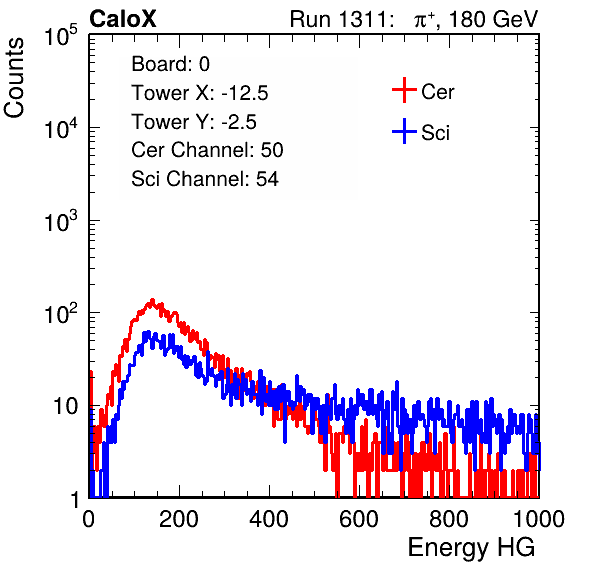 CaloX Run 1311: π⁺, 180 GeV
Counts
10⁵
10⁴
10³
10²
10
1
Board: 0
Tower X: -12.5
Tower Y: -2.5
Cer Channel: 50
Sci Channel: 54
Cer
Sci
0 200 400 600 800 1000
Energy HG